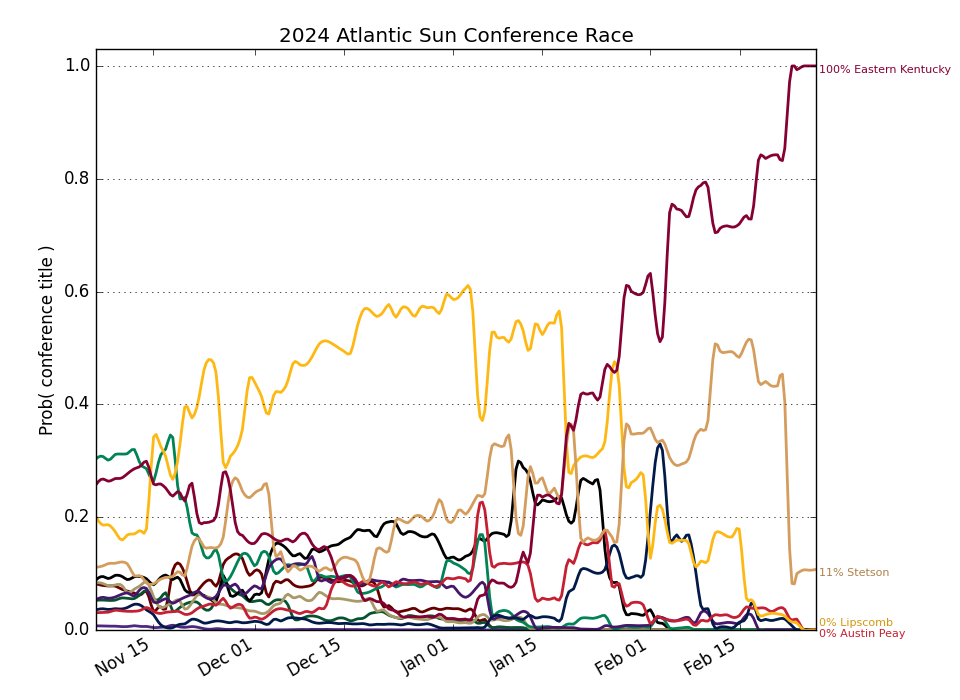 2024 Atlantic Sun Conference Race
Prob( conference title )
1.0
0.8
0.6
0.4
0.2
0.0
Nov 15
Dec 01
Dec 15
Jan 01
Jan 15
Feb 01
Feb 15
100% Eastern Kentucky
11% Stetson
0% Lipscomb
0% Austin Peay